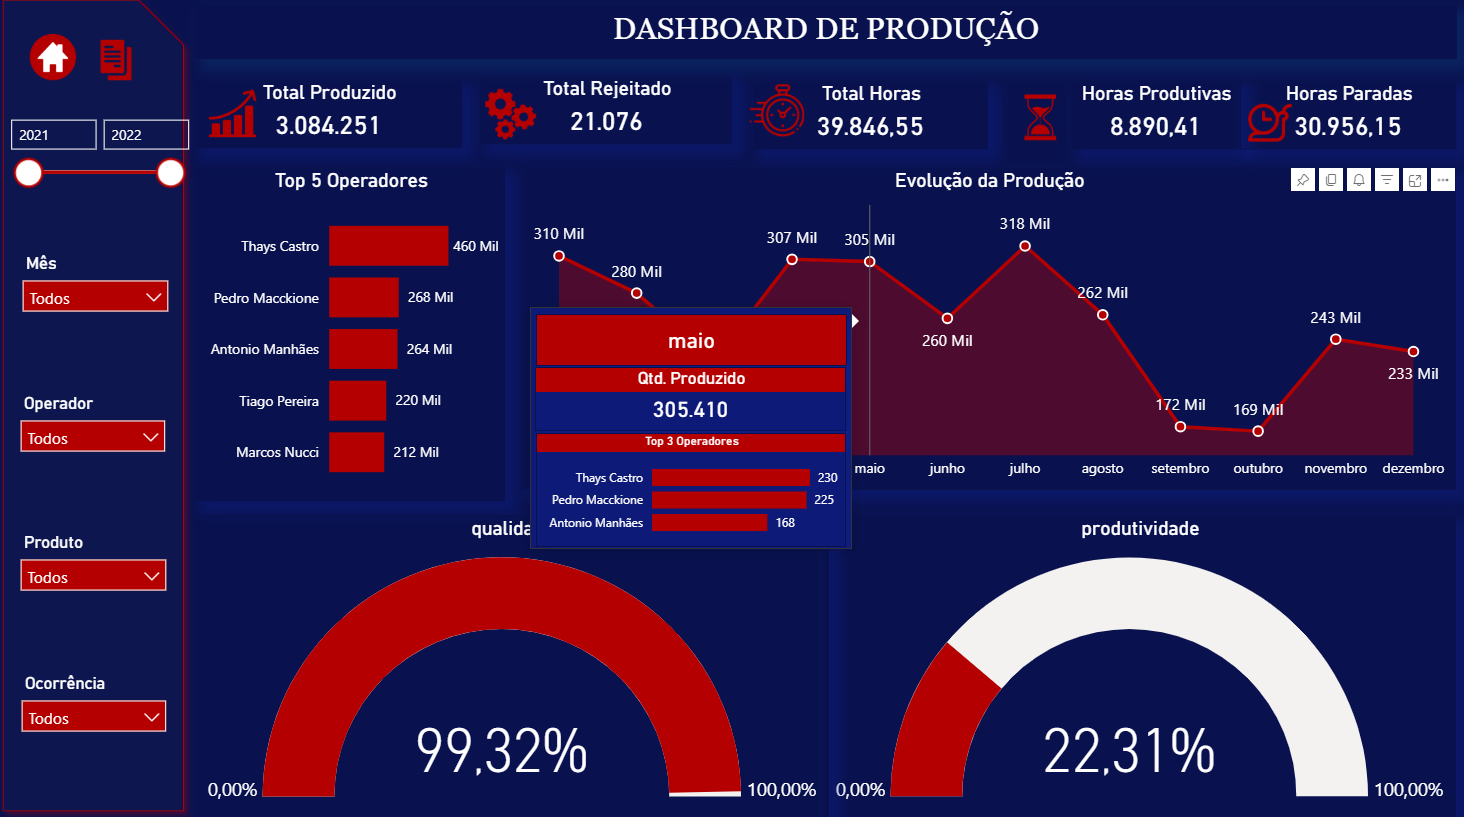 DASHBOARD DE PRODUÇÃO
2021
2022
Mês
Todos
Operador
Todos
Produto
Todos
Ocorrência
Todos
Total Produzido
3.084.251
Total Rejeitado
21.076
Total Horas
39.846,55
Horas Produtivas
8.890,41
Horas Paradas
30.956,15
Top 5 Operadores
Thays Castro 460 Mil
Pedro Macckione 268 Mil
Antonio Manhães 264 Mil
Tiago Pereira 220 Mil
Marcos Nucci 212 Mil
Evolução da Produção
310 Mil
280 Mil
307 Mil
305 Mil
260 Mil
318 Mil
262 Mil
172 Mil
169 Mil
243 Mil
233 Mil
maio junho julho agosto setembro outubro novembro dezembro
maio
Qtd. Produzido
305.410
Top 3 Operadores
Thays Castro 230
Pedro Macckione 225
Antonio Manhães 168
qualida
99,32%
0,00% 100,00%
produtividade
22,31%
0,00% 100,00%